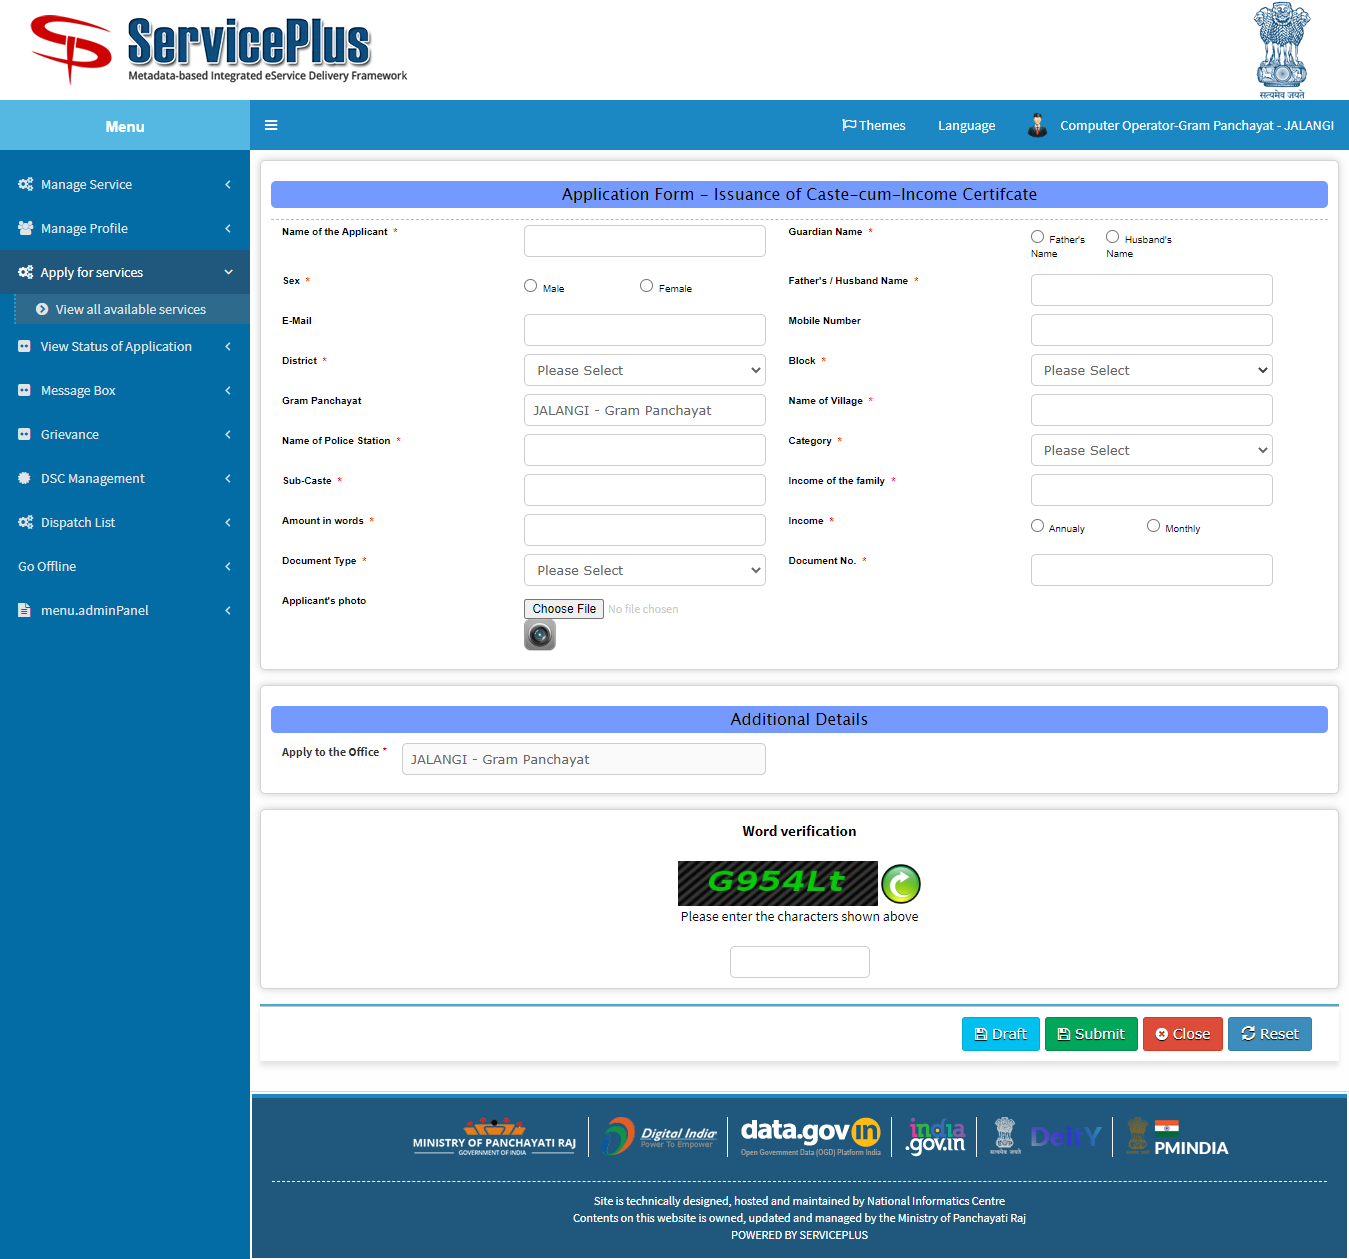 ServicePlus
Metadata-based Integrated eService Delivery Framework
सत्यमेव जयते
Menu
Themes
Language
Computer Operator-Gram Panchayat - JALANGI
Manage Service
Manage Profile
Apply for services
View all available services
View Status of Application
Message Box
Grievance
DSC Management
Dispatch List
Go Offline
menu.adminPanel
Application Form – Issuance of Caste-cum-Income Certifcate
Name of the Applicant *
Guardian Name *
Father's Name
Husband's Name
Sex *
Male
Female
Father's / Husband Name *
E-Mail
Mobile Number
District *
Please Select
Block *
Please Select
Gram Panchayat
JALANGI - Gram Panchayat
Name of Village *
Name of Police Station *
Category *
Please Select
Sub-Caste *
Income of the family *
Amount in words *
Income *
Annualy
Monthly
Document Type *
Please Select
Document No. *
Applicant's photo
Choose File No file chosen
Additional Details
Apply to the Office *
JALANGI - Gram Panchayat
Word verification
G954Lt
Please enter the characters shown above
Draft
Submit
Close
Reset
MINISTRY OF PANCHAYATI RAJ
GOVERNMENT OF INDIA
Digital India
Power To Empower
data.gov in
Open Government Data (OGD) Platform India
india
.gov.in
सत्यमेव जयते
DeitY
PMINDIA
Site is technically designed, hosted and maintained by National Informatics Centre
Contents on this website is owned, updated and managed by the Ministry of Panchayati Raj
POWERED BY SERVICEPLUS